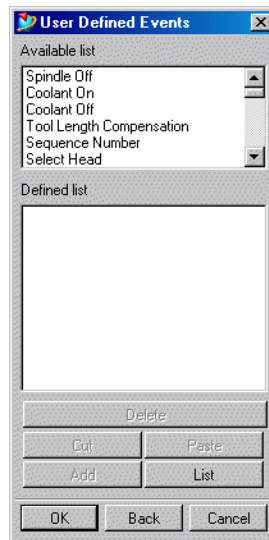 User Defined Events
Available list
Spindle Off
Coolant On
Coolant Off
Tool Length Compensation
Sequence Number
Select Head
Defined list
Delete
Cut Paste
Add List
OK Back Cancel